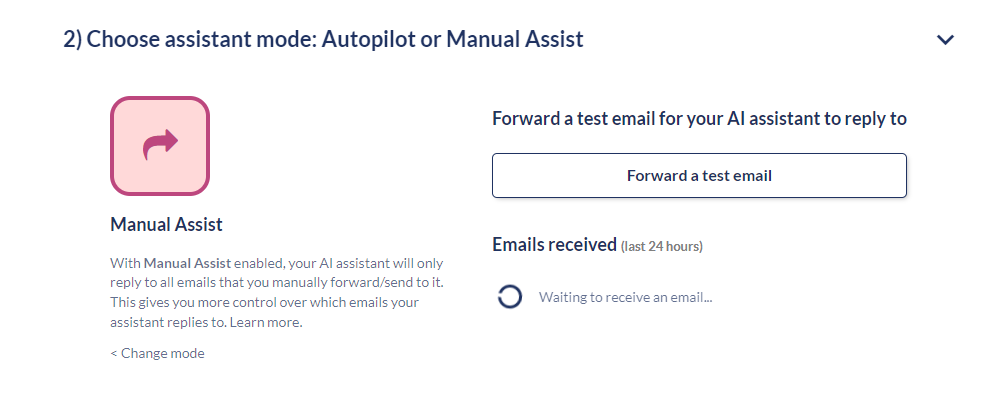 2) Choose assistant mode: Autopilot or Manual Assist
Manual Assist
With Manual Assist enabled, your AI assistant will only
reply to all emails that you manually forward/send to it.
This gives you more control over which emails your
assistant replies to. Learn more.
< Change mode
Forward a test email for your AI assistant to reply to
Forward a test email
Emails received (last 24 hours)
Waiting to receive an email...